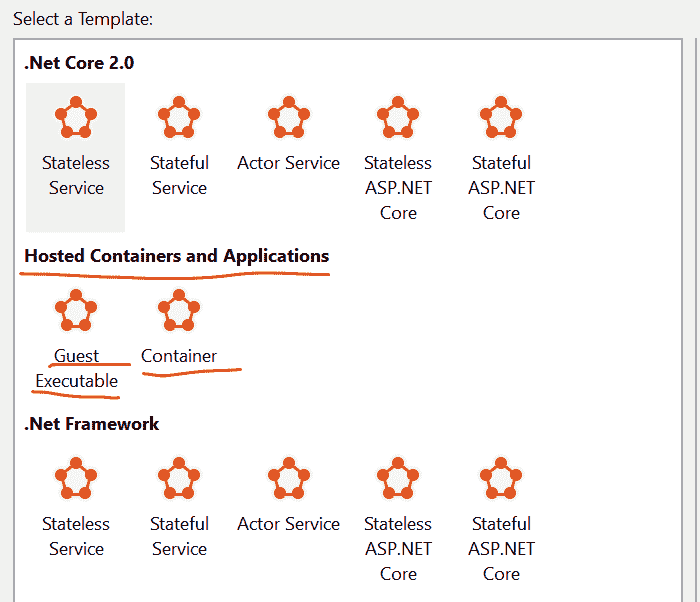 Select a Template:
.Net Core 2.0
Stateless Stateful Actor Service Stateless Stateful
Service Service ASP.NET ASP.NET
Core Core
Hosted Containers and Applications
Guest Container
Executable
.Net Framework
Stateless Stateful Actor Service Stateless Stateful
Service Service ASP.NET ASP.NET
Core Core